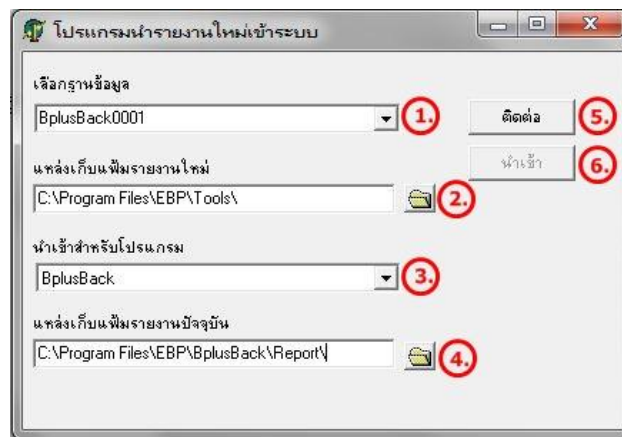 โปรแกรมนำรายงานใหม่เข้าระบบ
เลือกฐานข้อมูล
BplusBack0001
1.
ติดต่อ
5.
แหล่งเก็บแฟ้มรายงานใหม่
นำเข้า
6.
C:\Program Files\EBP\Tools\
2.
นำเข้าสำหรับโปรแกรม
BplusBack
3.
แหล่งเก็บแฟ้มรายงานปัจจุบัน
C:\Program Files\EBP\BplusBack\Report\
4.